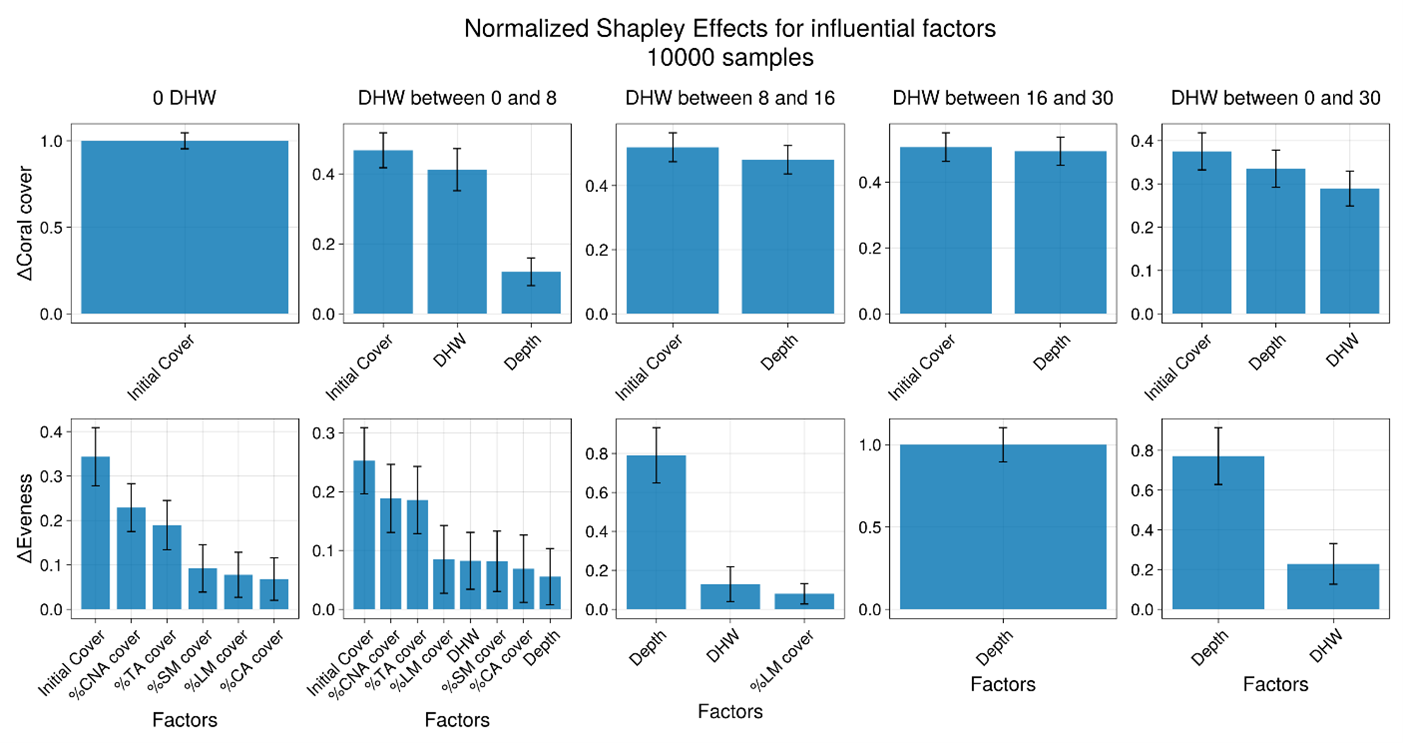 Normalized Shapley Effects for influential factors
10000 samples
0 DHW
DHW between 0 and 8
DHW between 8 and 16
DHW between 16 and 30
DHW between 0 and 30
ΔCoral cover
1.0
0.5
0.0
Initial Cover
0.4
0.2
0.0
Initial Cover
DHW
Depth
0.4
0.2
0.0
Initial Cover
Depth
0.4
0.2
0.0
Initial Cover
Depth
0.4
0.3
0.2
0.1
0.0
Initial Cover
Depth
DHW
ΔEveness
0.4
0.3
0.2
0.1
0.0
Initial Cover
%CNA cover
%TA cover
%SM cover
%LM cover
%CA cover
Factors
0.3
0.2
0.1
0.0
Initial Cover
%CNA cover
%TA cover
%LM cover
DHW
%SM cover
%CA cover
Depth
Factors
0.8
0.6
0.4
0.2
0.0
Depth
DHW
%LM cover
Factors
1.0
0.5
0.0
Depth
Factors
0.8
0.6
0.4
0.2
0.0
Depth
DHW
Factors